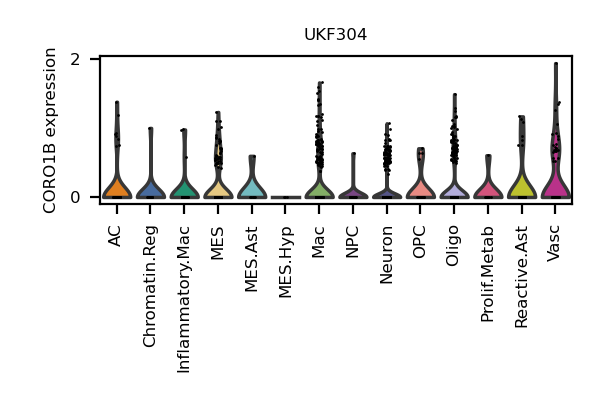 UKF304
CORO1B expression
2
0
AC
Chromatin.Reg
Inflammatory.Mac
MES
MES.Ast
MES.Hyp
Mac
NPC
Neuron
OPC
Oligo
Prolif.Metab
Reactive.Ast
Vasc